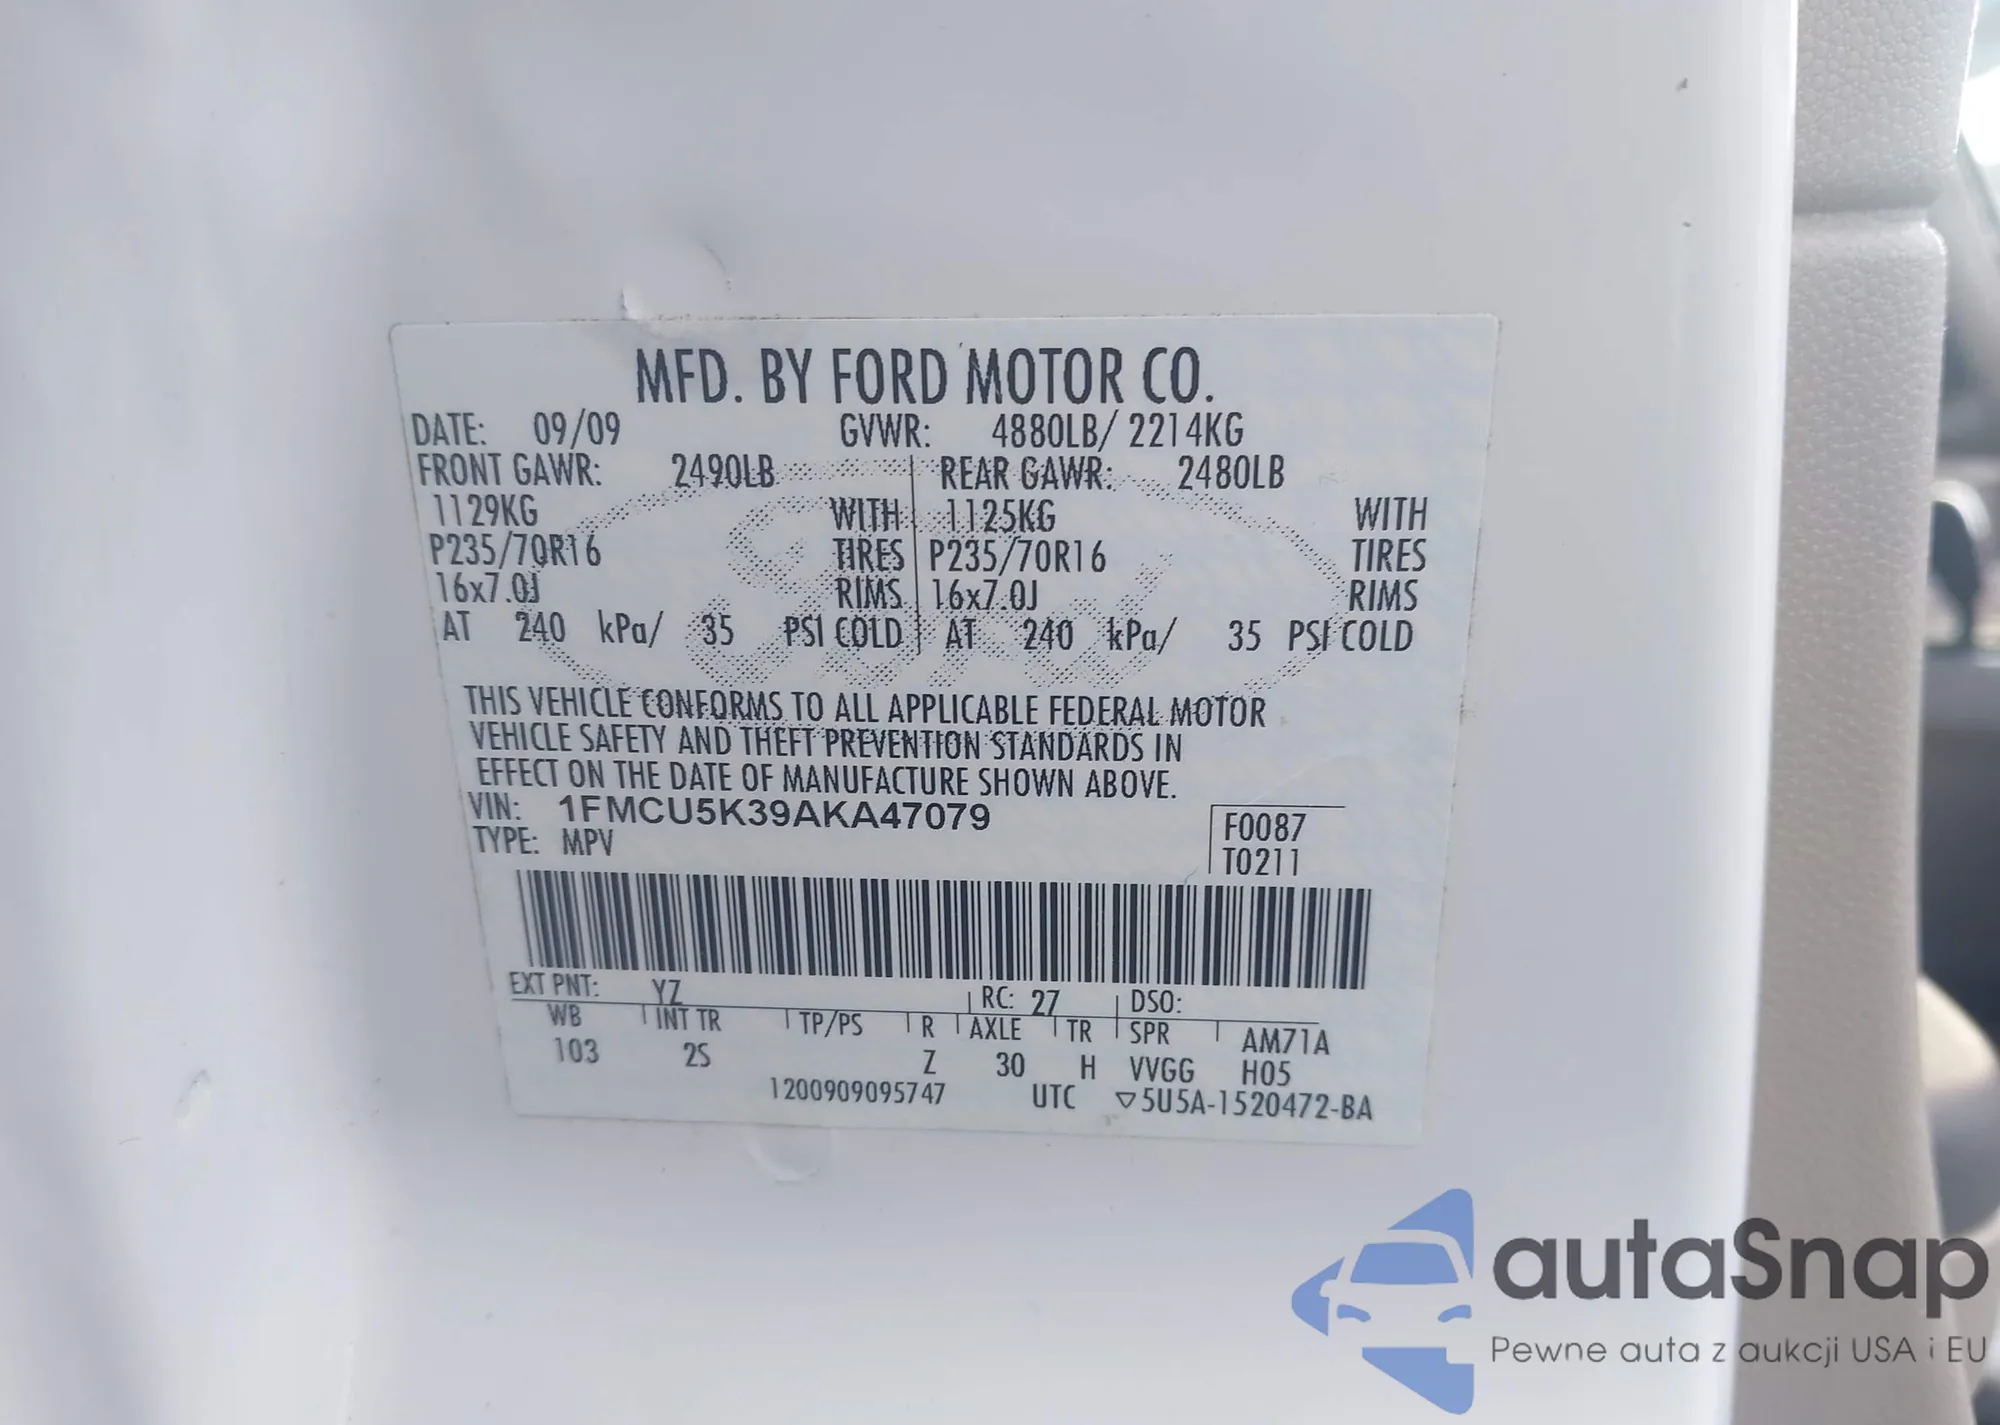 MFD. BY FORD MOTOR CO.
DATE: 09/09 GVWR: 4880LB/ 2214KG
FRONT GAWR: 2490LB REAR GAWR: 2480LB
1129KG WITH 1125KG WITH
P235/70R16 TIRES P235/70R16 TIRES
16x7.0J RIMS 16x7.0J RIMS
AT 240 kPa/ 35 PSI COLD AT 240 kPa/ 35 PSI COLD
THIS VEHICLE CONFORMS TO ALL APPLICABLE FEDERAL MOTOR
VEHICLE SAFETY AND THEFT PREVENTION STANDARDS IN
EFFECT ON THE DATE OF MANUFACTURE SHOWN ABOVE.
VIN: 1FMCU5K39AKA47079
TYPE: MPV
F0087
T0211
EXT PNT: YZ RC: 27 DSO:
WB INT TR TP/PS R AXLE TR SPR AM71A
103 2S Z 30 H VVGG H05
1200909095747 UTC ▽5U5A-1520472-BA
autaSnap
Pewne auta z aukcji USA i EU